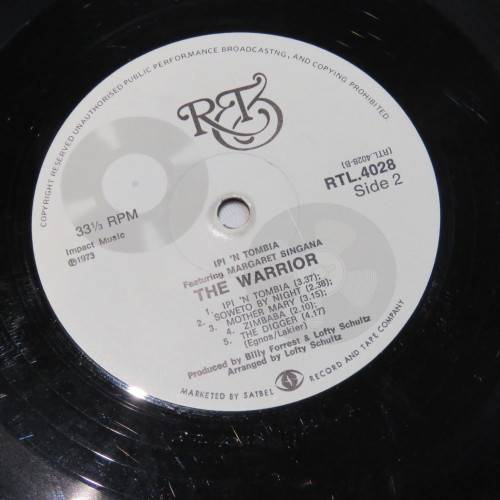 COPYRIGHT RESERVED UNAUTHORISED PUBLIC PERFORMANCE BROADCASTNG, AND COPYING PROHIBITED
R&T
(RTL.4028-B)
RTL.4028
Side 2
33⅓ RPM
Impact Music
℗1973
IPI 'N TOMBIA
Featuring MARGARET SINGANA
THE WARRIOR
1. IPI 'N TOMBIA (3.37);
2. SOWETO BY NIGHT (2.38);
3. MOTHER MARY (3.15);
4. ZIMBABA (2.10);
5. THE DIGGER (4.17)
(Egnos/Lakier)
Produced by Billy Forrest & Lofty Schultz
Arranged by Lofty Schultz
MARKETED BY SATBEL RECORD AND TAPE COMPANY